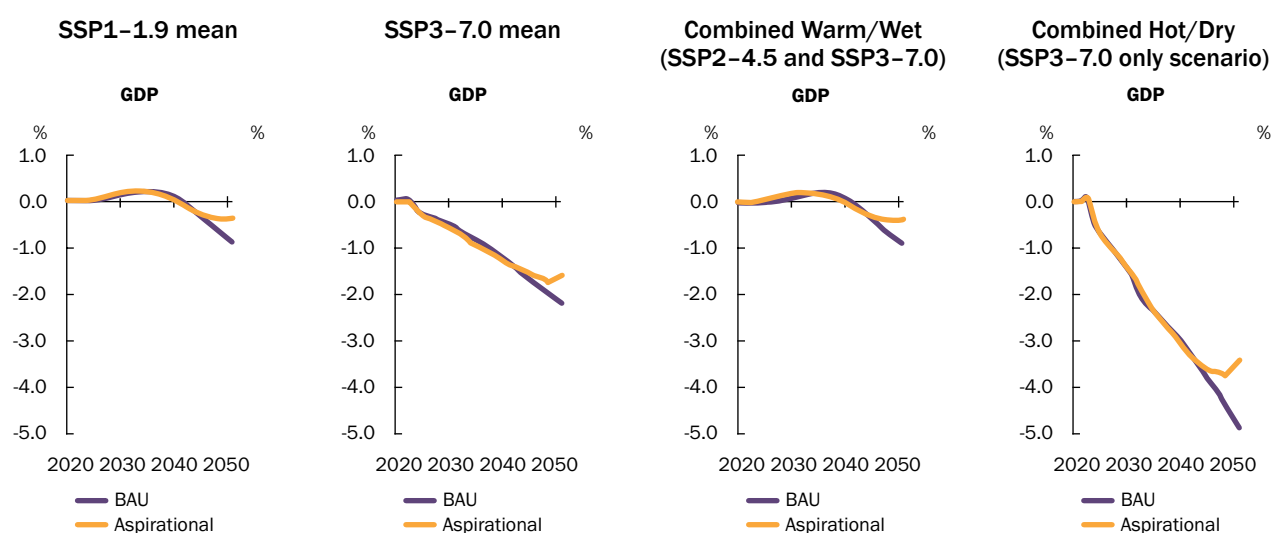 SSP1–1.9 mean
GDP
% %
1.0
0.0
-1.0
-2.0
-3.0
-4.0
-5.0
2020 2030 2040 2050
BAU
Aspirational
SSP3–7.0 mean
GDP
% %
1.0
0.0
-1.0
-2.0
-3.0
-4.0
-5.0
2020 2030 2040 2050
BAU
Aspirational
Combined Warm/Wet
(SSP2–4.5 and SSP3–7.0)
GDP
% %
1.0
0.0
-1.0
-2.0
-3.0
-4.0
-5.0
2020 2030 2040 2050
BAU
Aspirational
Combined Hot/Dry
(SSP3–7.0 only scenario)
GDP
% %
1.0
0.0
-1.0
-2.0
-3.0
-4.0
-5.0
2020 2030 2040 2050
BAU
Aspirational